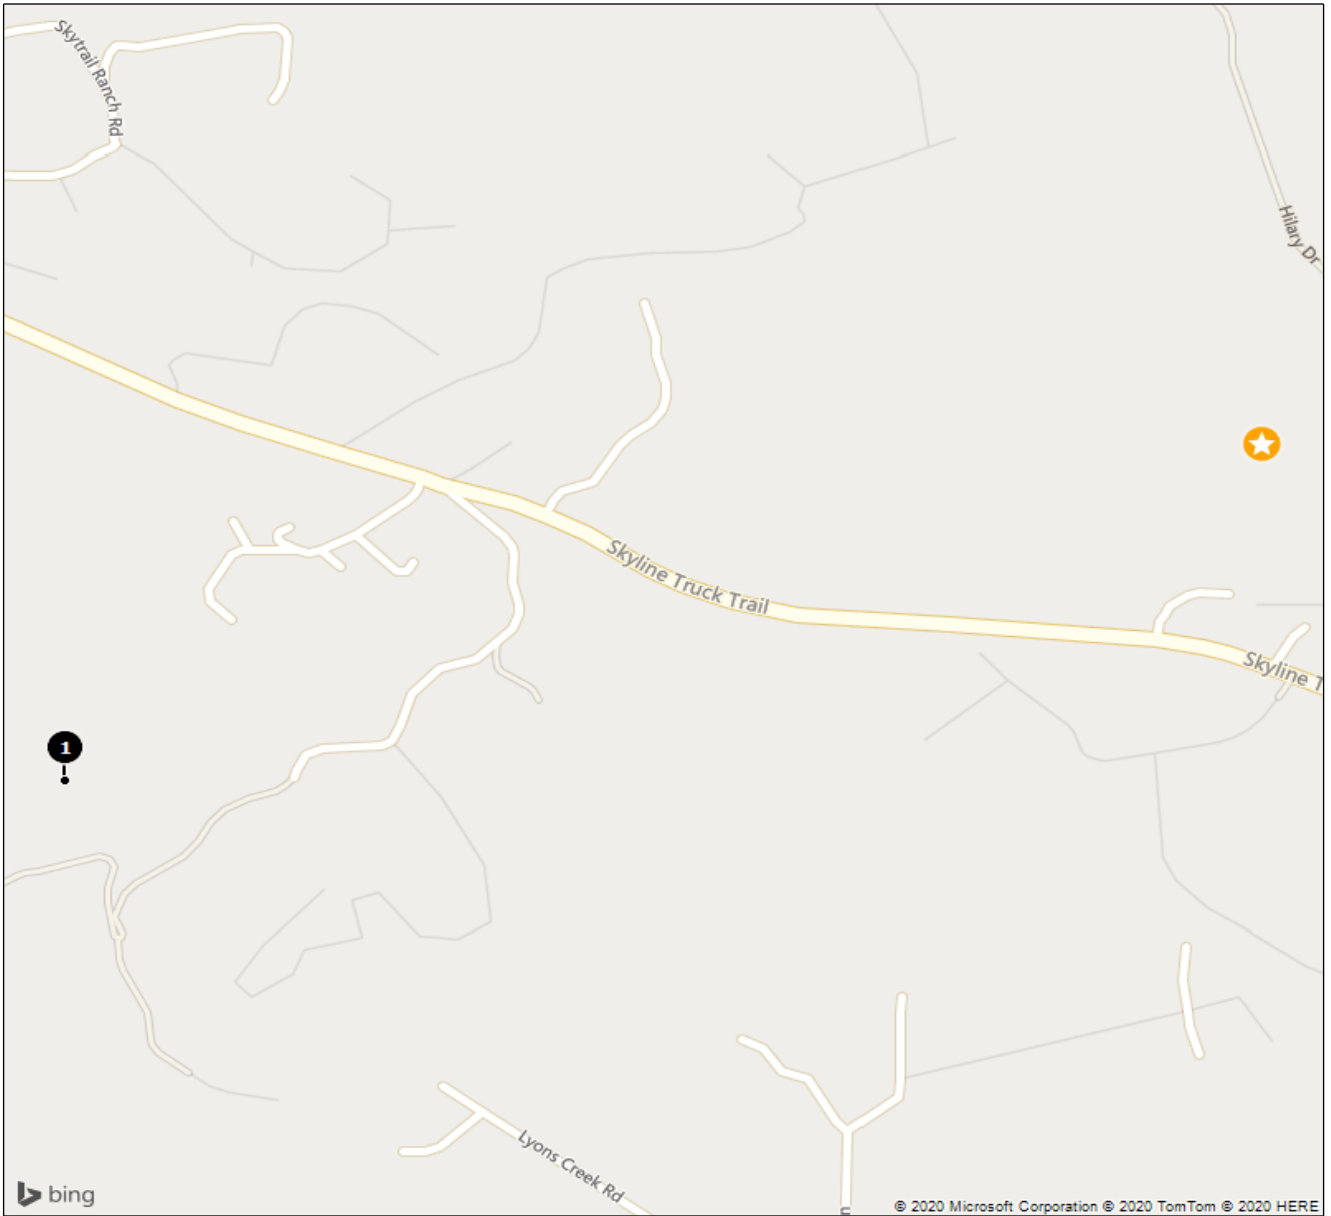 Skytrail Ranch Rd
Hilary Dr
Skyline Truck Trail
Skyline T
1
Lyons Creek Rd
bing
© 2020 Microsoft Corporation © 2020 TomTom © 2020 HERE